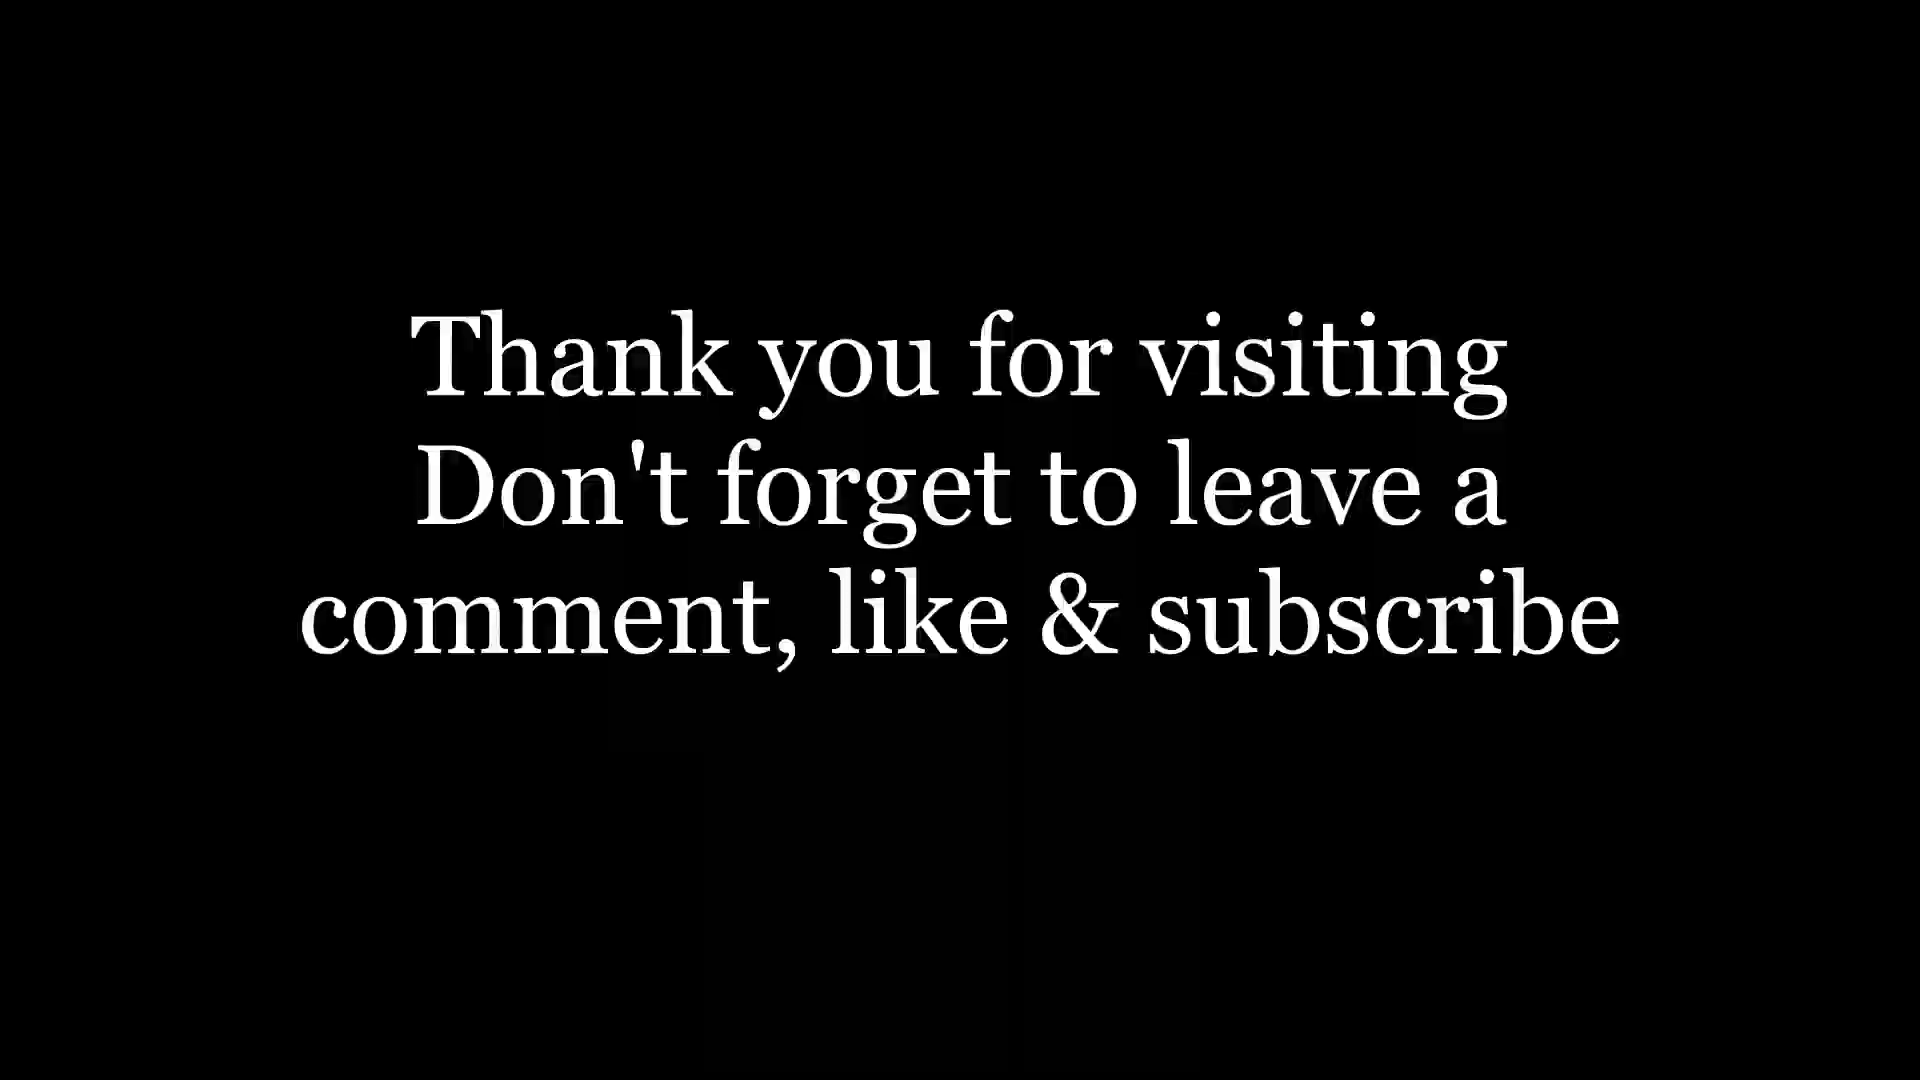 Thank you for visiting
Don't forget to leave a
comment, like & subscribe